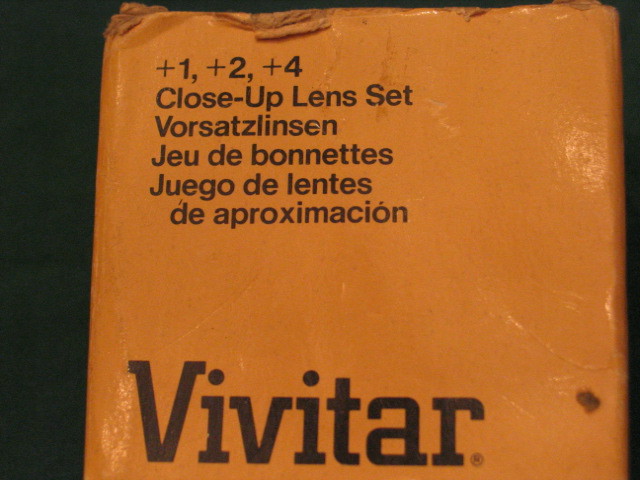 +1, +2, +4
Close-Up Lens Set
Vorsatzlinsen
Jeu de bonnettes
Juego de lentes
de aproximación
Vivitar®